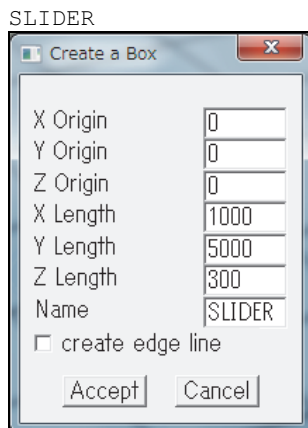 SLIDER
Create a Box
X Origin 0
Y Origin 0
Z Origin 0
X Length 1000
Y Length 5000
Z Length 300
Name SLIDER
create edge line
Accept Cancel